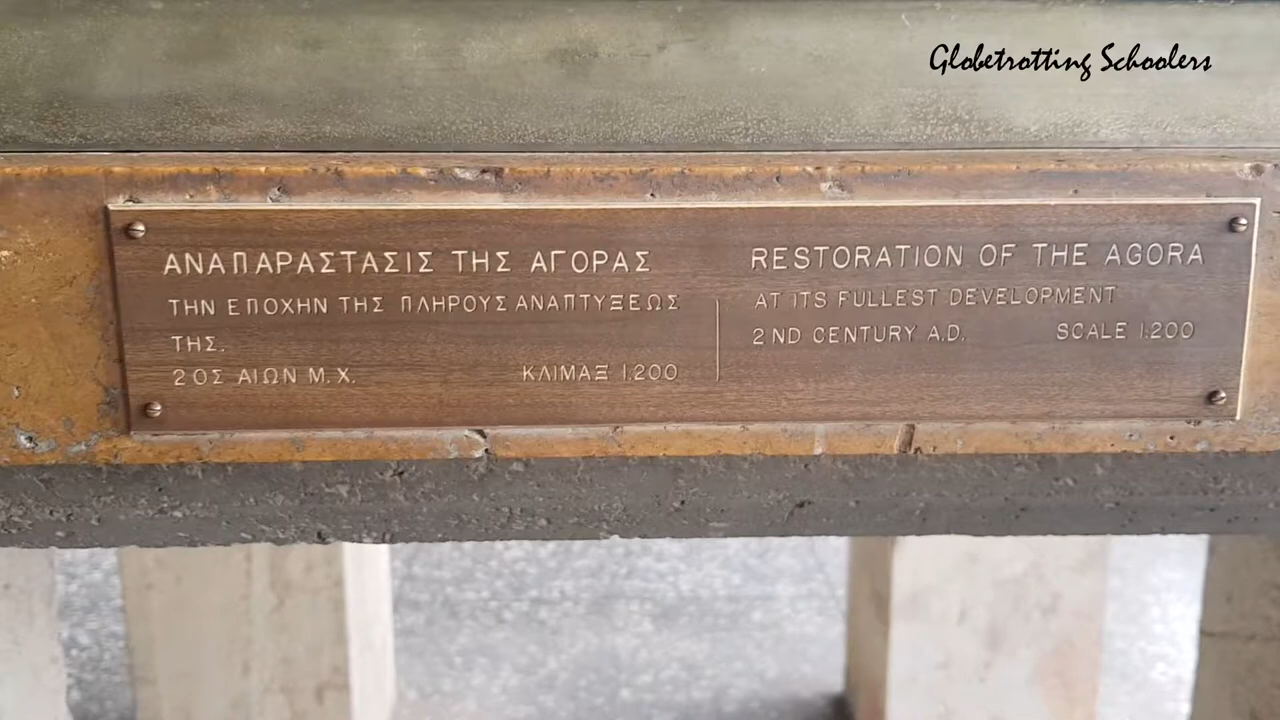 Globetrotting Schoolers
ΑΝΑΠΑΡΑΣΤΑΣΙΣ ΤΗΣ ΑΓΟΡΑΣ
ΤΗΝ ΕΠΟΧΗΝ ΤΗΣ ΠΛΗΡΟΥΣ ΑΝΑΠΤΥΞΕΩΣ
ΤΗΣ.
2ΟΣ ΑΙΩΝ Μ.Χ. ΚΛΙΜΑΞ 1.200
RESTORATION OF THE AGORA
AT ITS FULLEST DEVELOPMENT
2ND CENTURY A.D. SCALE 1.200